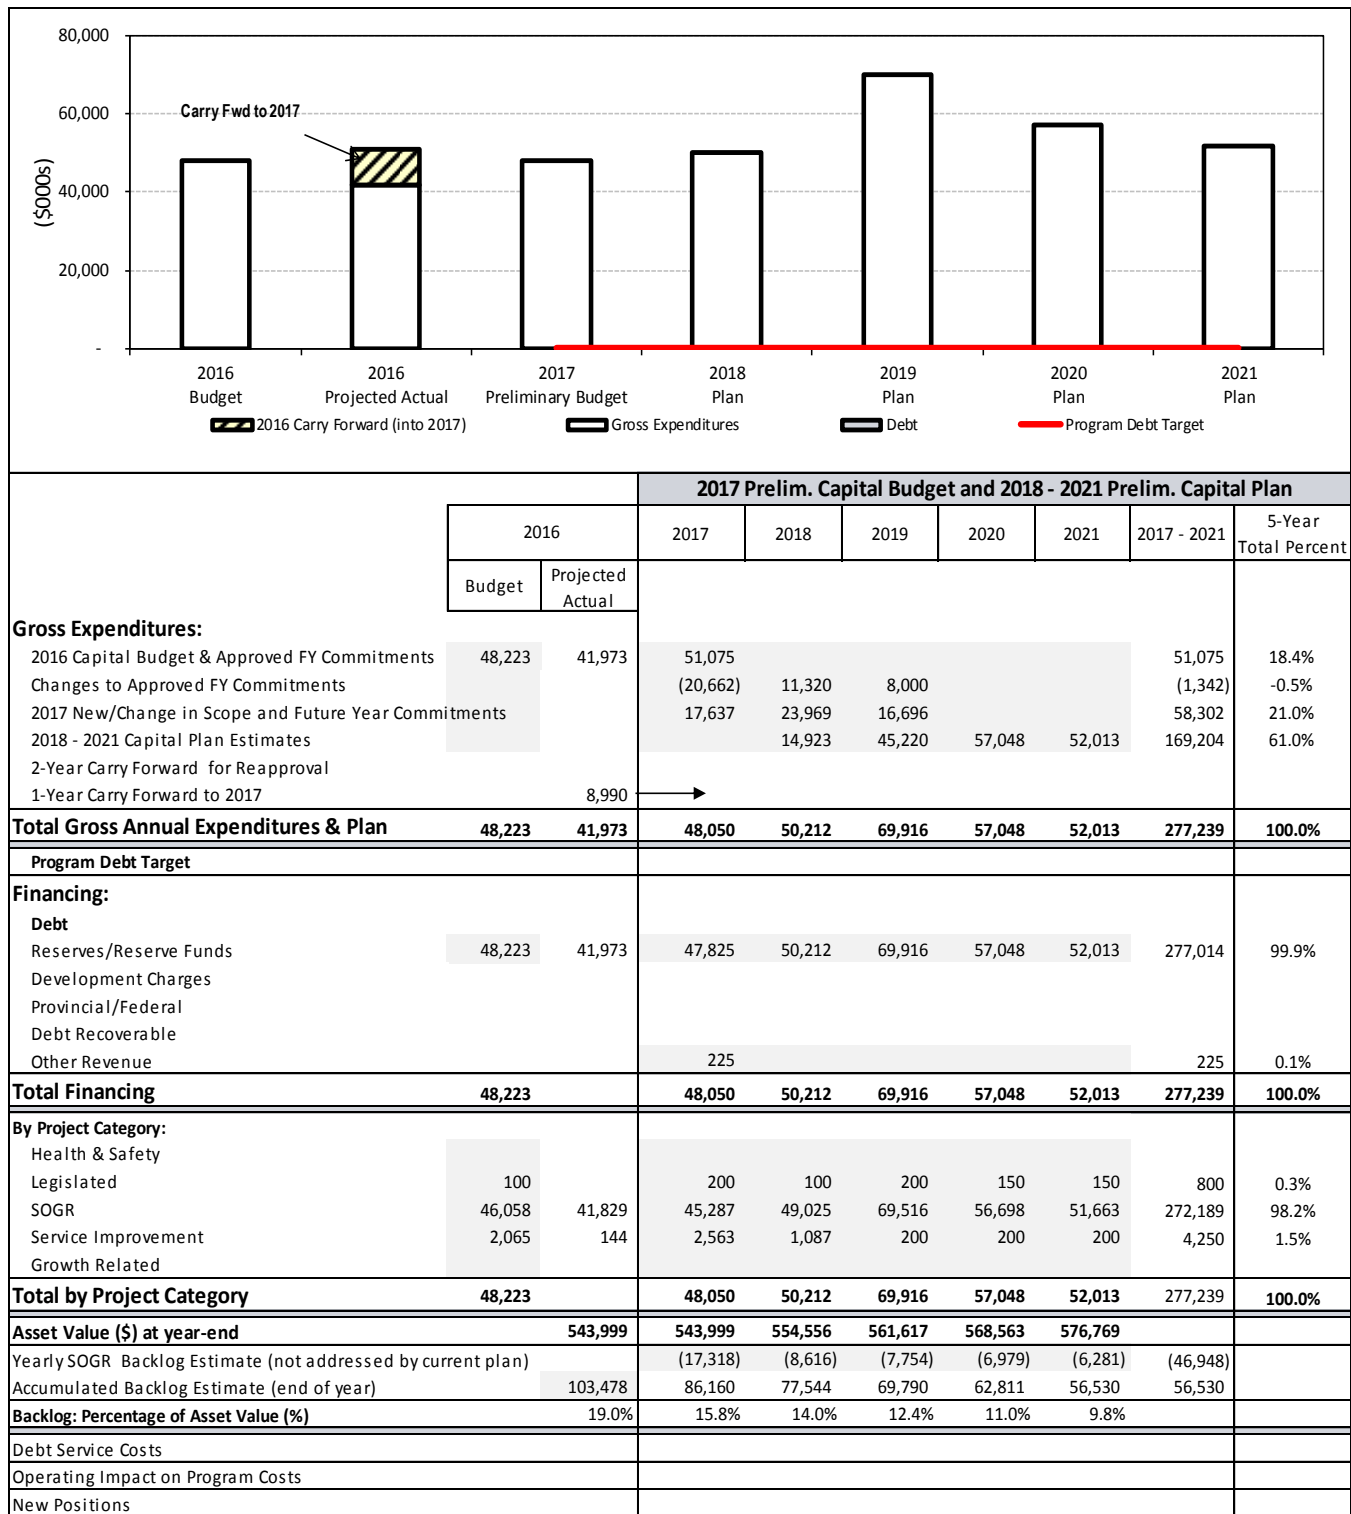 80,000
60,000
40,000
20,000
-
($000s)
Carry Fwd to 2017
2016 2016 2017 2018 2019 2020 2021
Budget Projected Actual Preliminary Budget Plan Plan Plan Plan
2016 Carry Forward (into 2017) Gross Expenditures Debt Program Debt Target
2017 Prelim. Capital Budget and 2018 - 2021 Prelim. Capital Plan
2016 2017 2018 2019 2020 2021 2017 - 2021 5-Year Total Percent
Budget Projected Actual
Gross Expenditures:
2016 Capital Budget & Approved FY Commitments 48,223 41,973 51,075 51,075 18.4%
Changes to Approved FY Commitments (20,662) 11,320 8,000 (1,342) -0.5%
2017 New/Change in Scope and Future Year Commitments 17,637 23,969 16,696 58,302 21.0%
2018 - 2021 Capital Plan Estimates 14,923 45,220 57,048 52,013 169,204 61.0%
2-Year Carry Forward for Reapproval
1-Year Carry Forward to 2017 8,990
Total Gross Annual Expenditures & Plan 48,223 41,973 48,050 50,212 69,916 57,048 52,013 277,239 100.0%
Program Debt Target
Financing:
Debt
Reserves/Reserve Funds 48,223 41,973 47,825 50,212 69,916 57,048 52,013 277,014 99.9%
Development Charges
Provincial/Federal
Debt Recoverable
Other Revenue 225 225 0.1%
Total Financing 48,223 48,050 50,212 69,916 57,048 52,013 277,239 100.0%
By Project Category:
Health & Safety
Legislated 100 200 100 200 150 150 800 0.3%
SOGR 46,058 41,829 45,287 49,025 69,516 56,698 51,663 272,189 98.2%
Service Improvement 2,065 144 2,563 1,087 200 200 200 4,250 1.5%
Growth Related
Total by Project Category 48,223 48,050 50,212 69,916 57,048 52,013 277,239 100.0%
Asset Value ($) at year-end 543,999 543,999 554,556 561,617 568,563 576,769
Yearly SOGR Backlog Estimate (not addressed by current plan) (17,318) (8,616) (7,754) (6,979) (6,281) (46,948)
Accumulated Backlog Estimate (end of year) 103,478 86,160 77,544 69,790 62,811 56,530 56,530
Backlog: Percentage of Asset Value (%) 19.0% 15.8% 14.0% 12.4% 11.0% 9.8%
Debt Service Costs
Operating Impact on Program Costs
New Positions